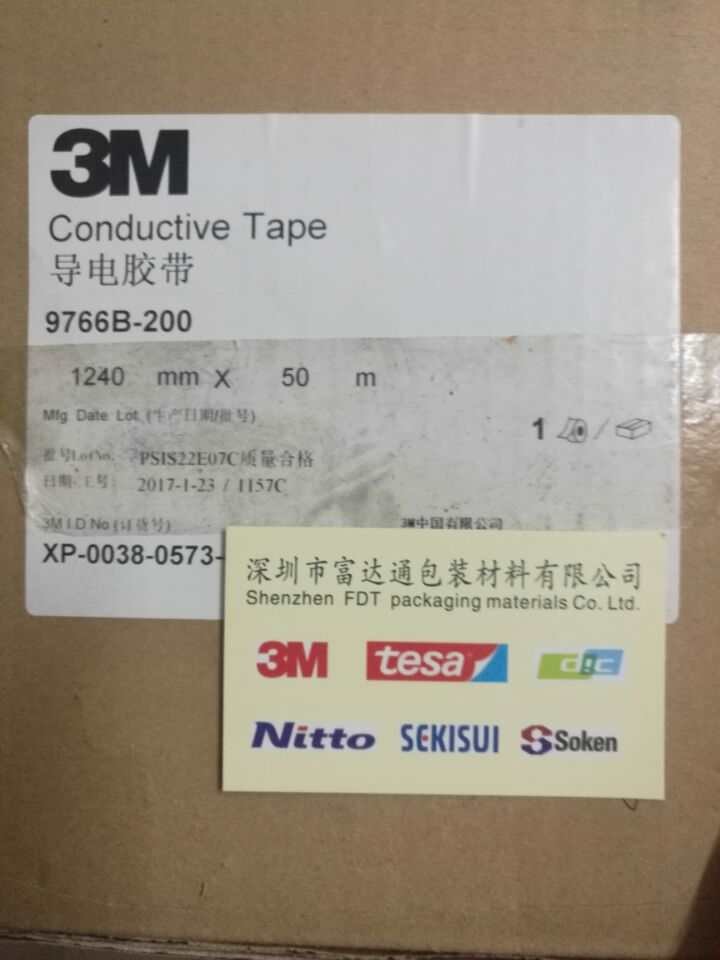 3M
Conductive Tape
导电胶带
9766B-200
1240 mm X 50 m
Mfg Date Lot (生产日期/批号)
1 /
批号LotNo: PSIS22E07C质量合格
日期 工号: 2017-1-23 / 1157C
3M I D No (订货号)
3M中国有限公司
XP-0038-0573-
深圳市富达通包装材料有限公司
Shenzhen FDT packaging materials Co. Ltd.
3M tesa dic
Nitto SEKISUI Soken